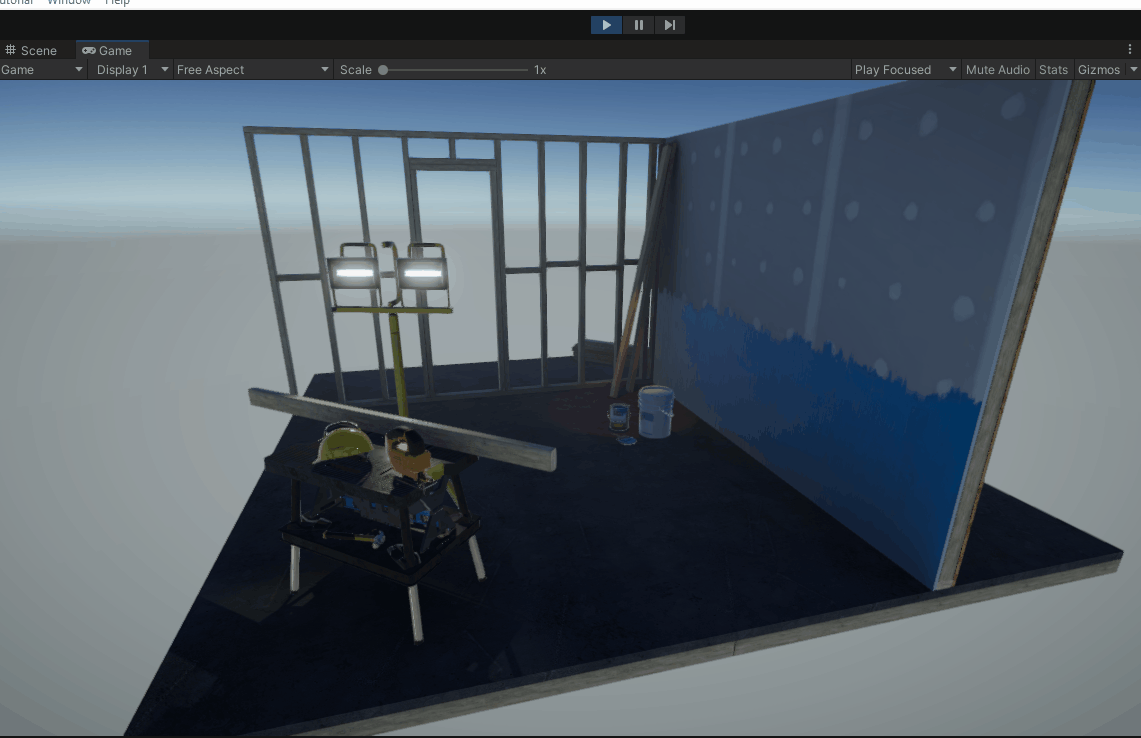 Window Help
Scene Game
Game Display 1 Free Aspect Scale 1x Play Focused Mute Audio Stats Gizmos